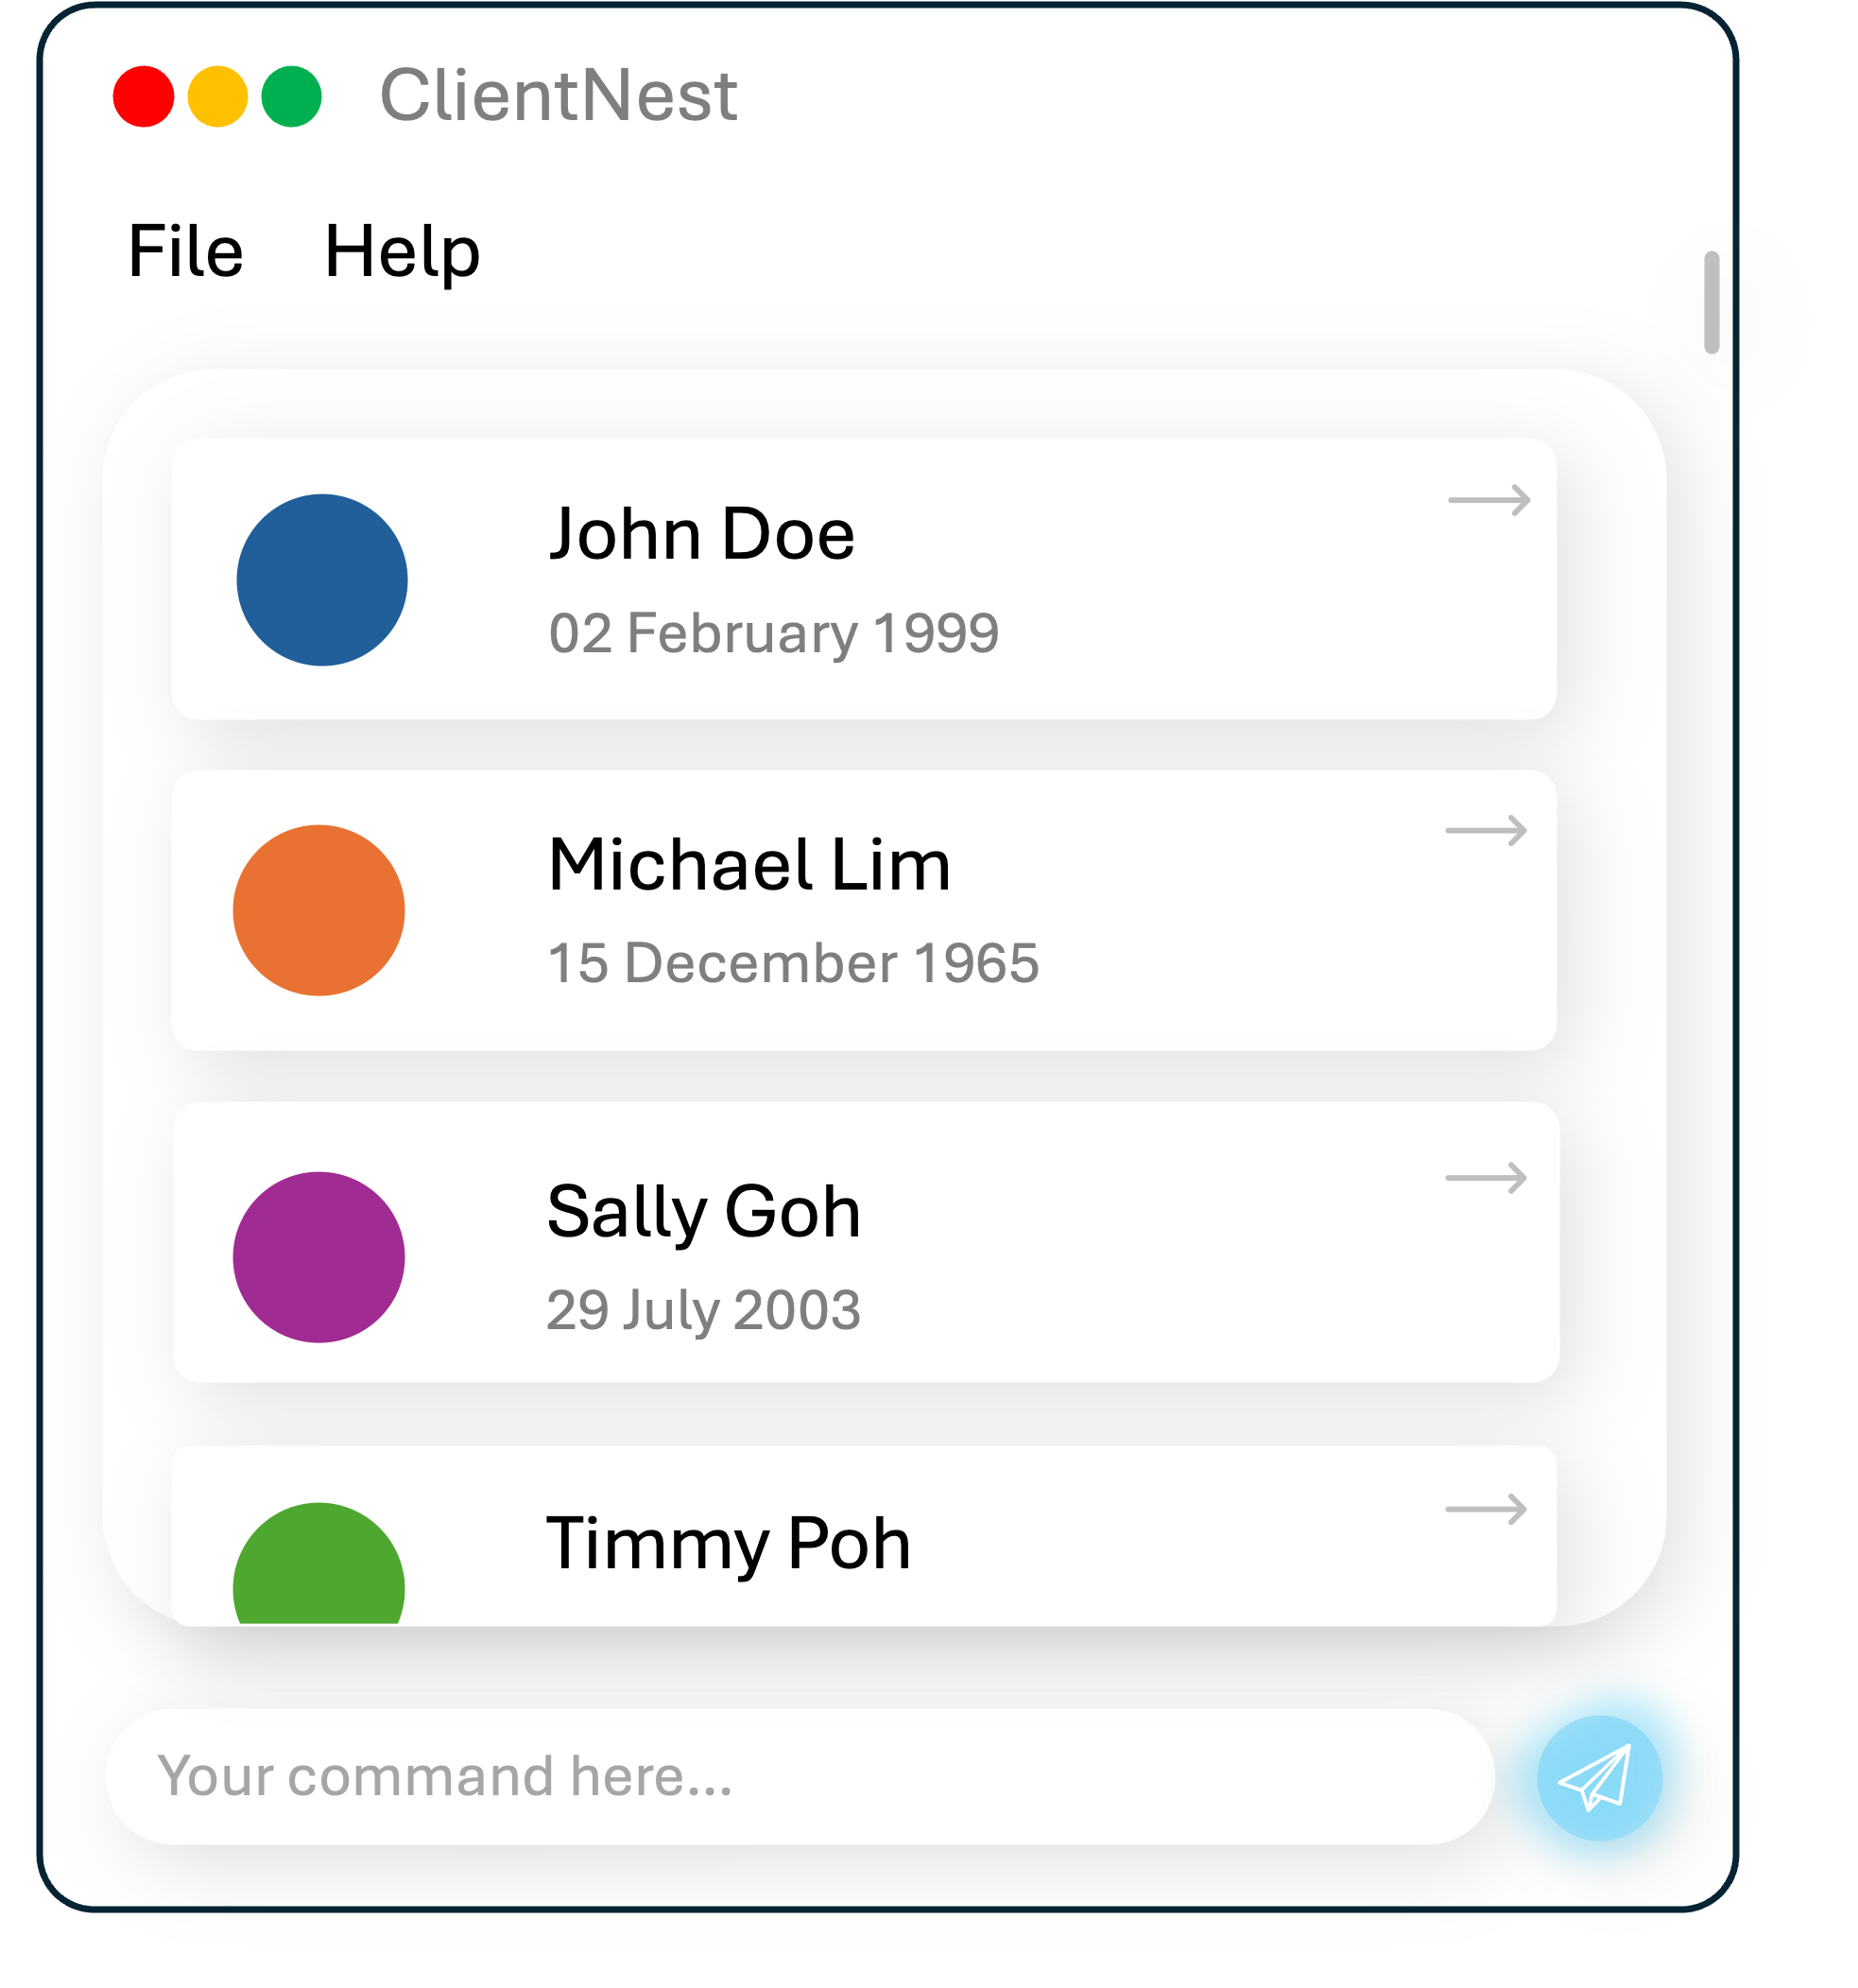 ClientNest
File Help
John Doe
02 February 1999
Michael Lim
15 December 1965
Sally Goh
29 July 2003
Timmy Poh
Your command here...